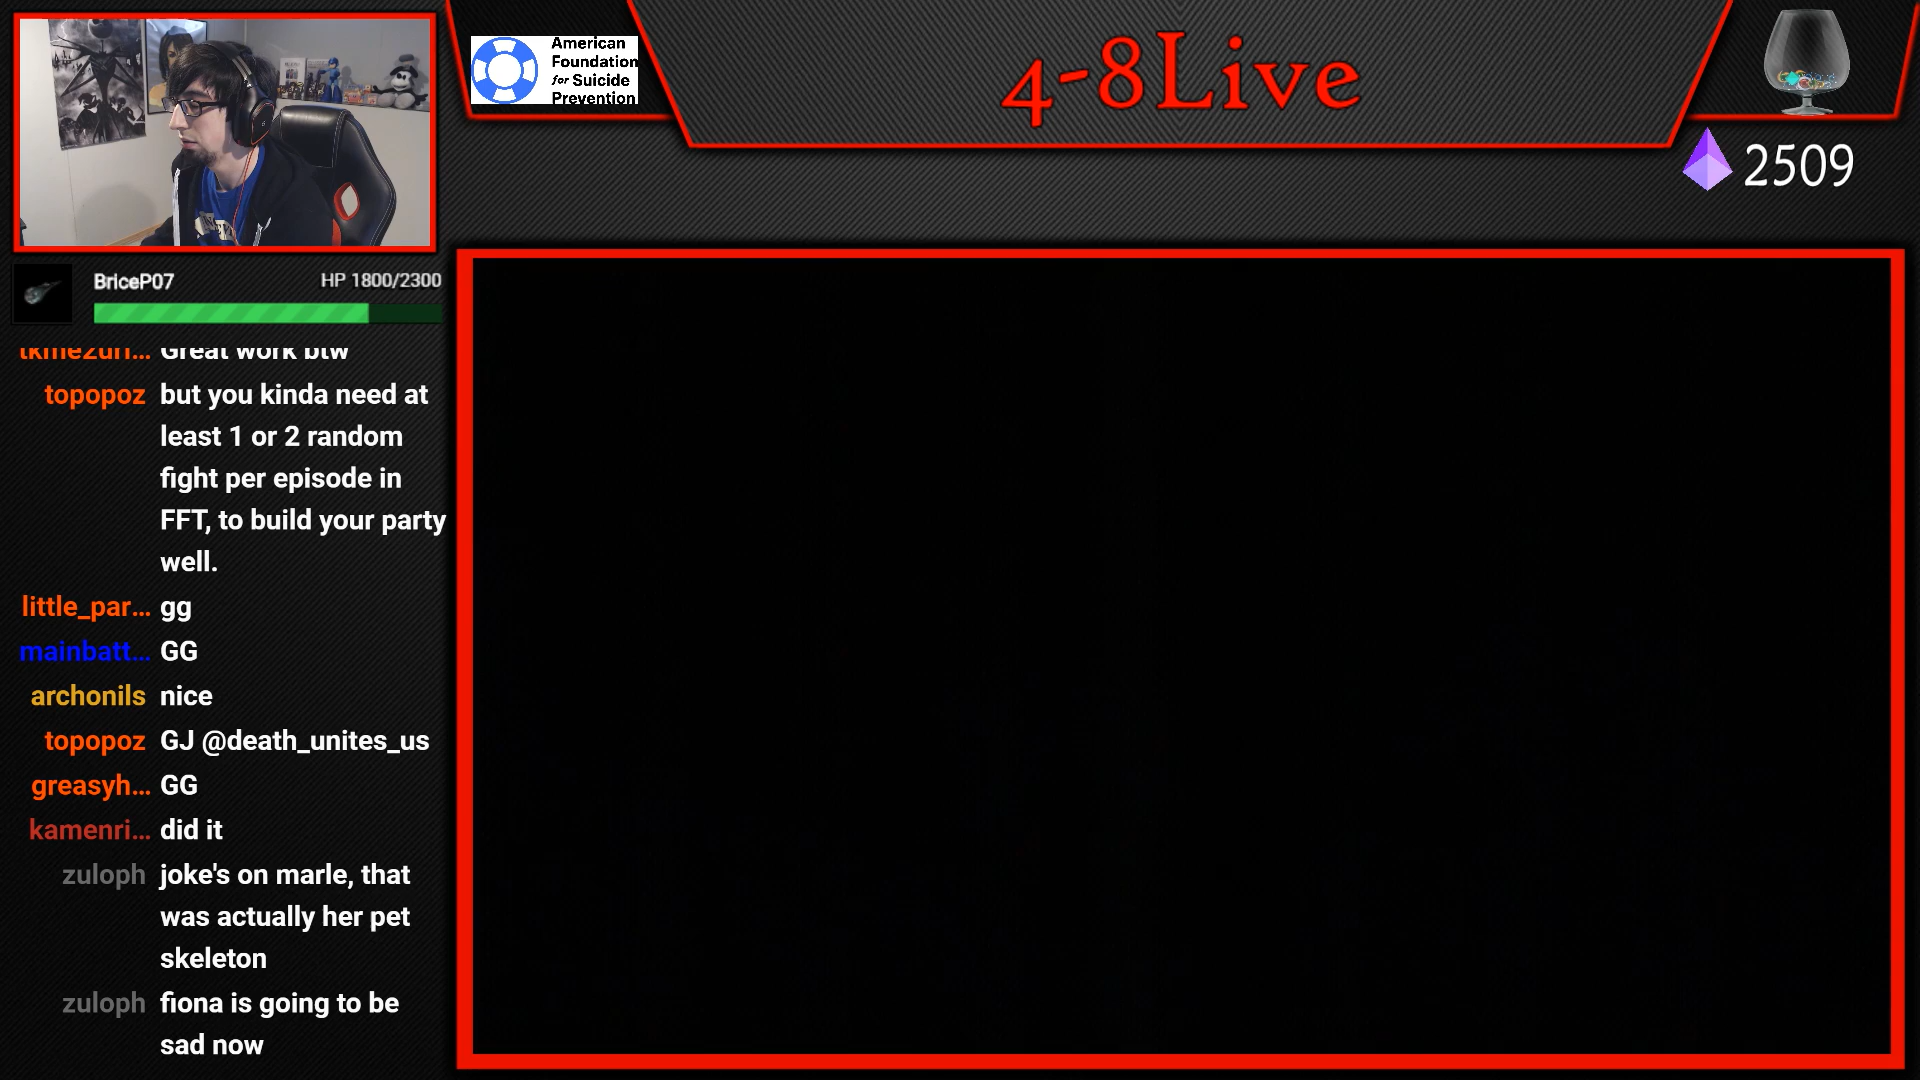 American
Foundation
for Suicide
Prevention
4-8Live
2509
BriceP07 HP 1800/2300
Great work btw
topopoz but you kinda need at
least 1 or 2 random
fight per episode in
FFT, to build your party
well.
little_par... gg
mainbatt... GG
archonils nice
topopoz GJ @death_unites_us
greasyh... GG
kamenri... did it
zuloph joke's on marle, that
was actually her pet
skeleton
zuloph fiona is going to be
sad now